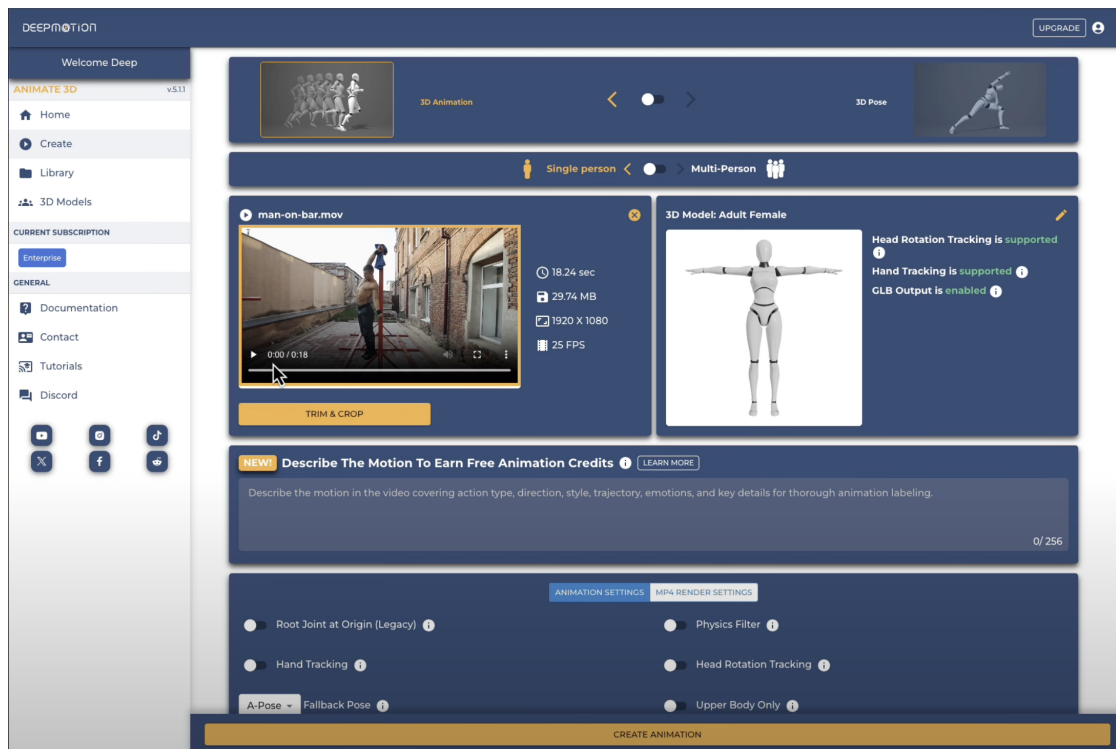 DEEPMOTION
UPGRADE
Welcome Deep
ANIMATE 3D v.5.1.1
Home
Create
Library
3D Models
CURRENT SUBSCRIPTION
Enterprise
GENERAL
Documentation
Contact
Tutorials
Discord
3D Animation
3D Pose
Single person
Multi-Person
man-on-bar.mov
0:00 / 0:18
18.24 sec
29.74 MB
1920 X 1080
25 FPS
TRIM & CROP
3D Model: Adult Female
Head Rotation Tracking is supported
Hand Tracking is supported
GLB Output is enabled
NEW! Describe The Motion To Earn Free Animation Credits LEARN MORE
Describe the motion in the video covering action type, direction, style, trajectory, emotions, and key details for thorough animation labeling.
0/ 256
ANIMATION SETTINGS MP4 RENDER SETTINGS
Root Joint at Origin (Legacy)
Physics Filter
Hand Tracking
Head Rotation Tracking
A-Pose Fallback Pose
Upper Body Only
CREATE ANIMATION